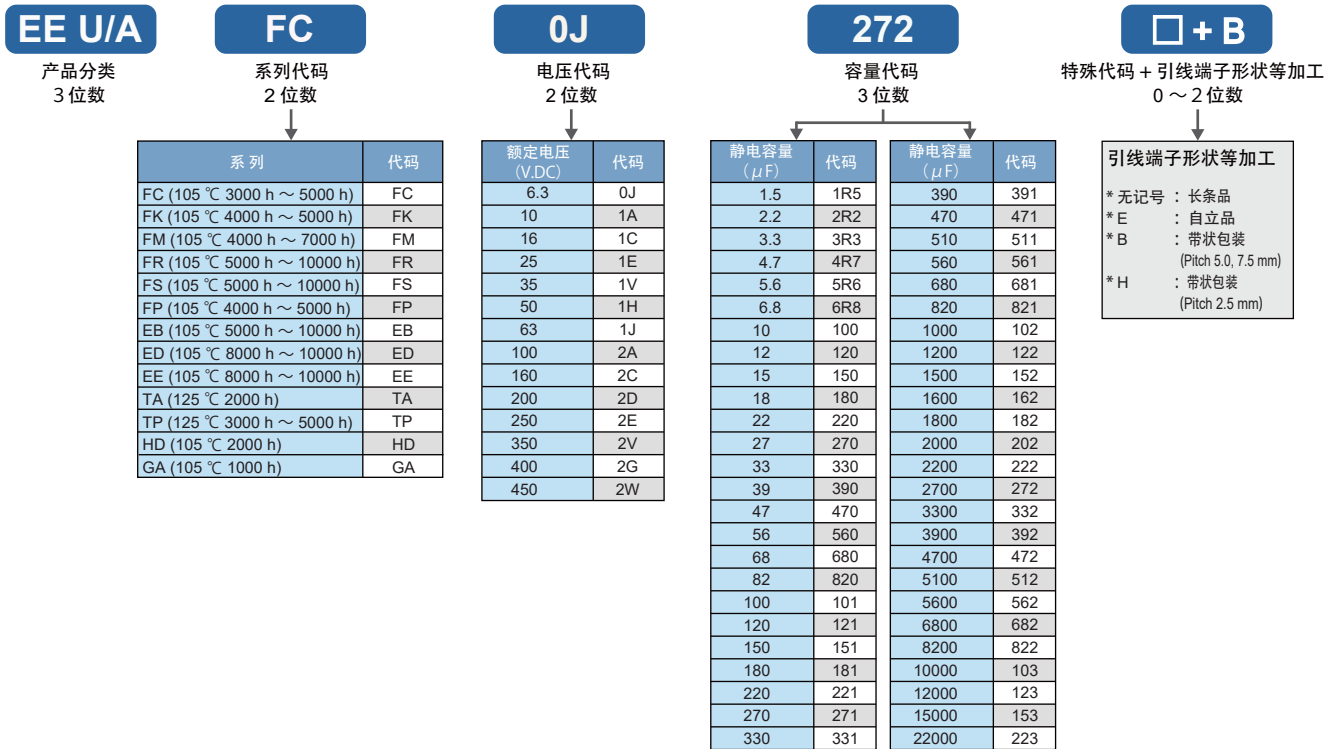 EE U/A FC 0J 272 □ + B
产品分类 系列代码 电压代码 容量代码 特殊代码 + 引线端子形状等加工
3 位数 2 位数 2 位数 3 位数 0 ～ 2 位数
系 列 代码
FC (105 ℃ 3000 h ～ 5000 h) FC
FK (105 ℃ 4000 h ～ 5000 h) FK
FM (105 ℃ 4000 h ～ 7000 h) FM
FR (105 ℃ 5000 h ～ 10000 h) FR
FS (105 ℃ 5000 h ～ 10000 h) FS
FP (105 ℃ 4000 h ～ 5000 h) FP
EB (105 ℃ 5000 h ～ 10000 h) EB
ED (105 ℃ 8000 h ～ 10000 h) ED
EE (105 ℃ 8000 h ～ 10000 h) EE
TA (125 ℃ 2000 h) TA
TP (125 ℃ 3000 h ～ 5000 h) TP
HD (105 ℃ 2000 h) HD
GA (105 ℃ 1000 h) GA
额定电压 代码
(V.DC)
6.3 0J
10 1A
16 1C
25 1E
35 1V
50 1H
63 1J
100 2A
160 2C
200 2D
250 2E
350 2V
400 2G
450 2W
静电容量 代码
(μF)
1.5 1R5
2.2 2R2
3.3 3R3
4.7 4R7
5.6 5R6
6.8 6R8
10 100
12 120
15 150
18 180
22 220
27 270
33 330
39 390
47 470
56 560
68 680
82 820
100 101
120 121
150 151
180 181
220 221
270 271
330 331
静电容量 代码
(μF)
390 391
470 471
510 511
560 561
680 681
820 821
1000 102
1200 122
1500 152
1600 162
1800 182
2000 202
2200 222
2700 272
3300 332
3900 392
4700 472
5100 512
5600 562
6800 682
8200 822
10000 103
12000 123
15000 153
22000 223
引线端子形状等加工
* 无记号 ：长条品
* E ：自立品
* B ：带状包装
(Pitch 5.0, 7.5 mm)
* H ：带状包装
(Pitch 2.5 mm)